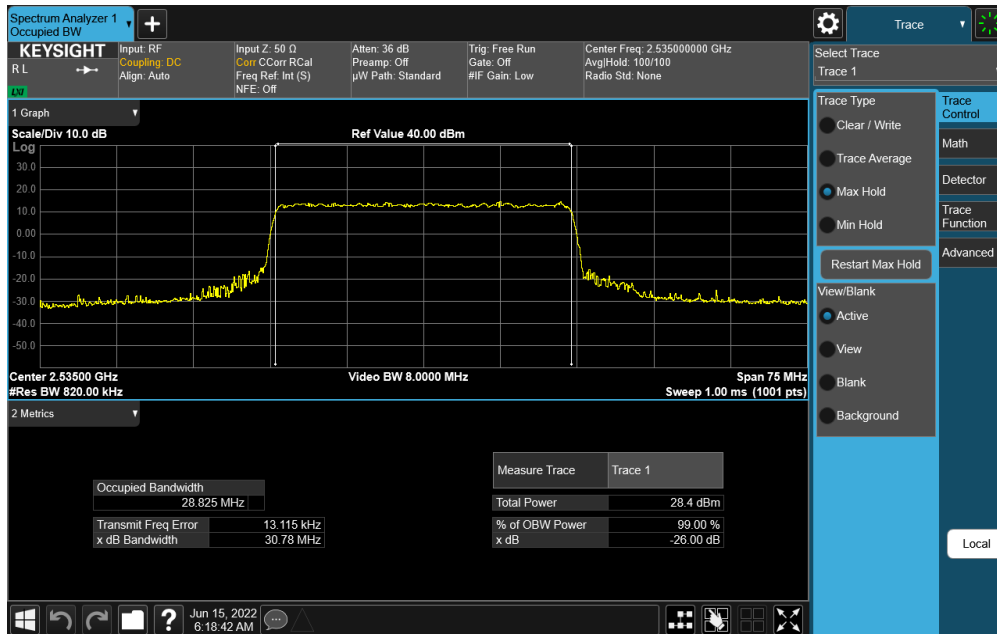 Spectrum Analyzer 1
Occupied BW
Trace
KEYSIGHT
R L
LXI
Input: RF
Coupling: DC
Align: Auto
Input Z: 50 Ω
Corr CCorr RCal
Freq Ref: Int (S)
NFE: Off
Atten: 36 dB
Preamp: Off
µW Path: Standard
Trig: Free Run
Gate: Off
#IF Gain: Low
Center Freq: 2.535000000 GHz
Avg|Hold: 100/100
Radio Std: None
Select Trace
Trace 1
1 Graph
Scale/Div 10.0 dB
Ref Value 40.00 dBm
Log
30.0
20.0
10.0
0.00
-10.0
-20.0
-30.0
-40.0
-50.0
Center 2.53500 GHz
#Res BW 820.00 kHz
Video BW 8.0000 MHz
Span 75 MHz
Sweep 1.00 ms (1001 pts)
Trace Type
Clear / Write
Trace Average
Max Hold
Min Hold
Restart Max Hold
View/Blank
Active
View
Blank
Background
Trace
Control
Math
Detector
Trace
Function
Advanced
Local
2 Metrics
Occupied Bandwidth
28.825 MHz
Transmit Freq Error 13.115 kHz
x dB Bandwidth 30.78 MHz
Measure Trace Trace 1
Total Power 28.4 dBm
% of OBW Power 99.00 %
x dB -26.00 dB
?
Jun 15, 2022
6:18:42 AM